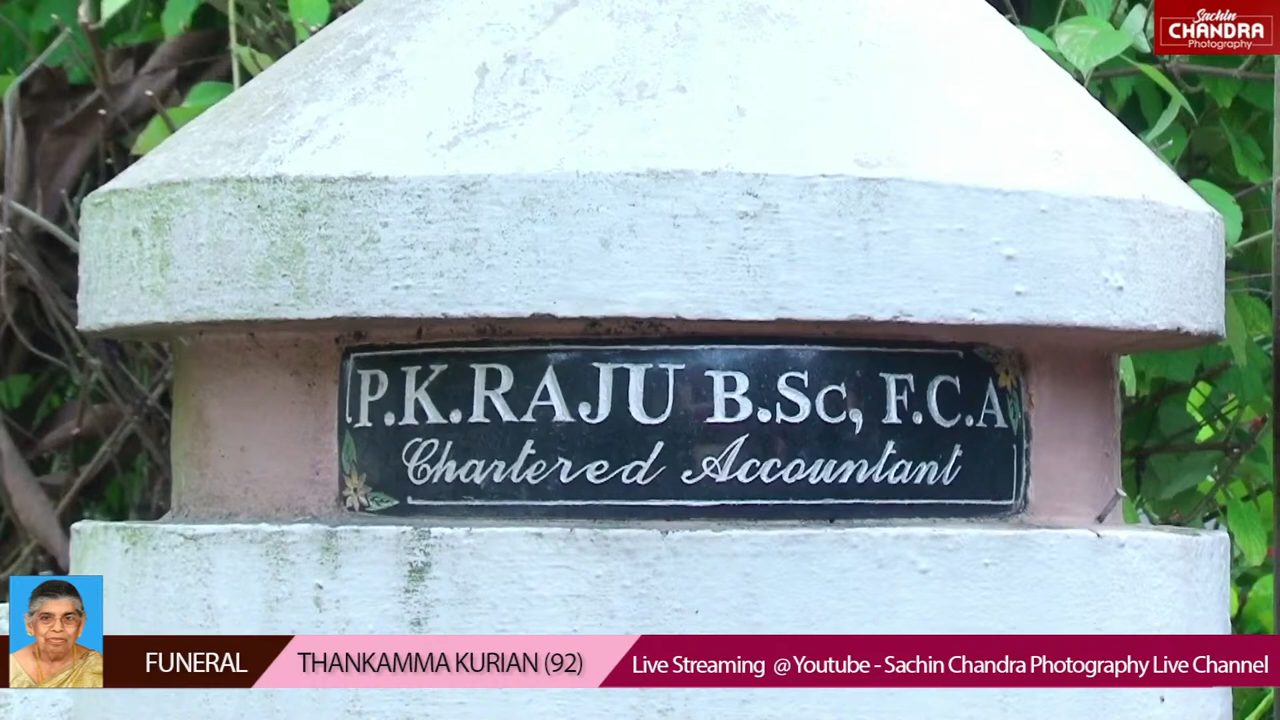 Sachin
CHANDRA
Photography
P.K.RAJU B.Sc, F.C.A
Chartered Accountant
FUNERAL
THANKAMMA KURIAN (92)
Live Streaming @ Youtube - Sachin Chandra Photography Live Channel